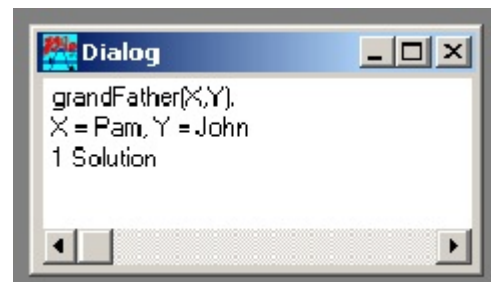 Dialog
grandFather(X,Y).
X = Pam, Y = John
1 Solution